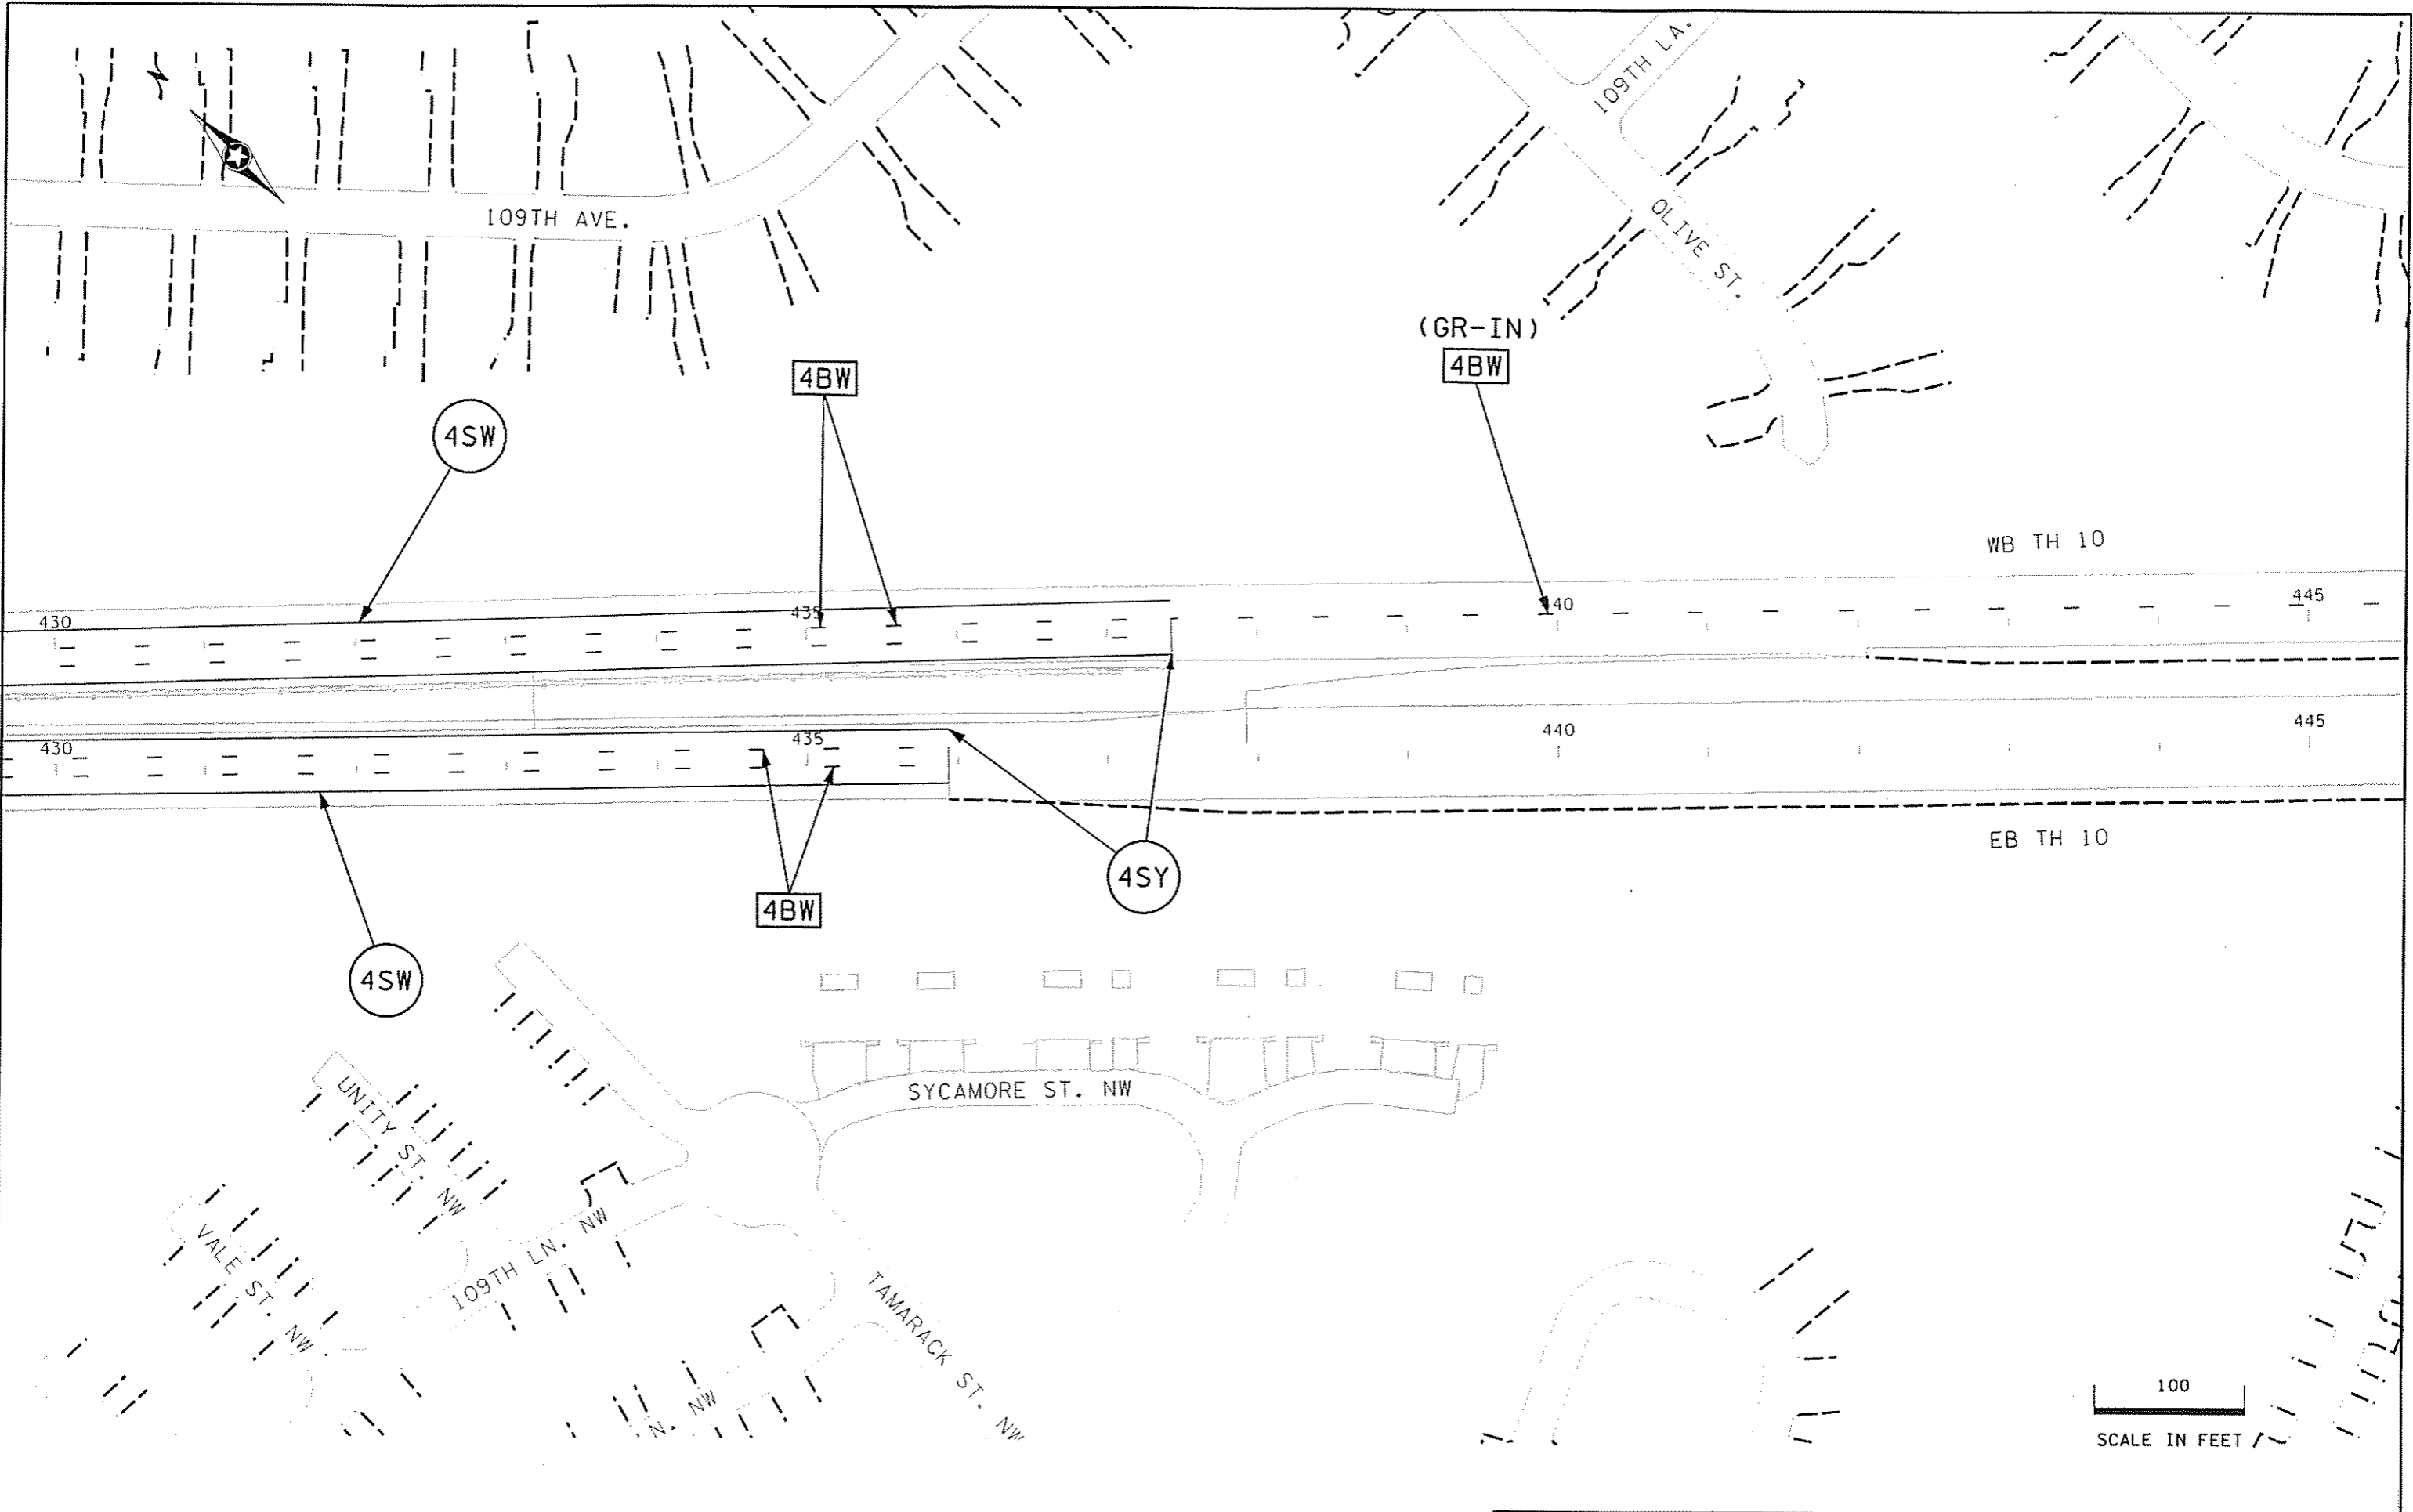 109TH LA.
109TH AVE.
OLIVE ST.
(GR-IN)
4BW
4BW
4SW
WB TH 10
430
435
440
445
430
435
440
445
EB TH 10
4SY
4BW
4SW
SYCAMORE ST. NW
UNITY ST. NW
VALE ST. NW
109TH LN. NW
TAMARACK ST. NW
N. NW
100
SCALE IN FEET